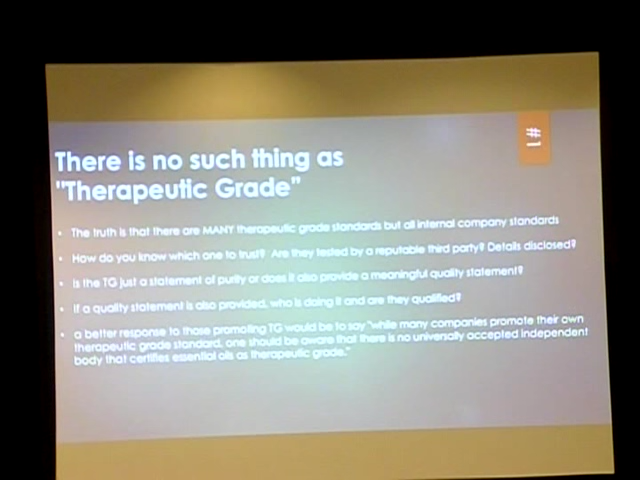 #1
There is no such thing as
"Therapeutic Grade"
• The truth is that there are MANY therapeutic grade standards but all internal company standards
• How do you know which one to trust? Are they tested by a reputable third party? Details disclosed?
• Is the TG just a statement of purity or does it also provide a meaningful quality statement?
• If a quality statement is also provided, who is doing it and are they qualified?
• a better response to those promoting TG would be to say "while many companies promote their own
therapeutic grade standard, one should be aware that there is no universally accepted independent
body that certifies essential oils as therapeutic grade."